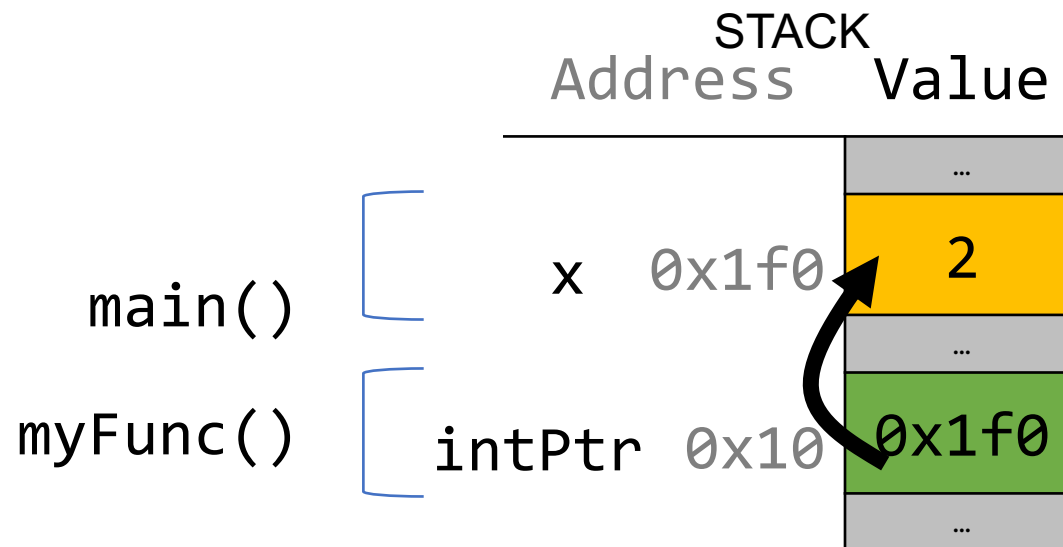 STACK
Address Value
…
x 0x1f0 2
main()
…
myFunc() intPtr 0x10 0x1f0
…